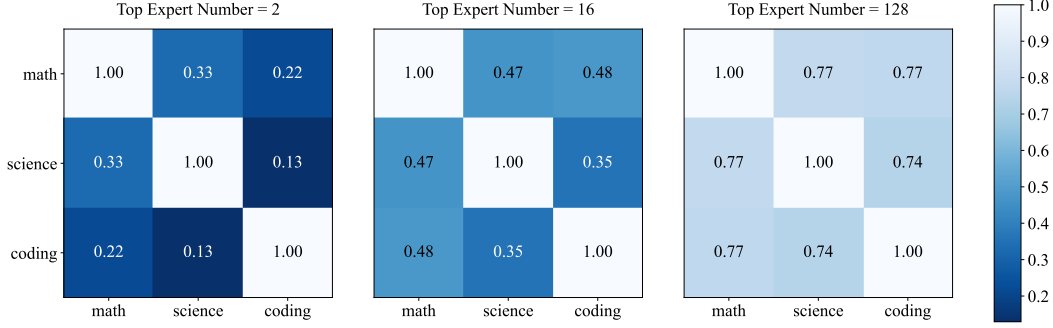 Top Expert Number = 2
Top Expert Number = 16
Top Expert Number = 128
math
1.00 0.33 0.22
1.00 0.47 0.48
1.00 0.77 0.77
science
0.33 1.00 0.13
0.47 1.00 0.35
0.77 1.00 0.74
coding
0.22 0.13 1.00
0.48 0.35 1.00
0.77 0.74 1.00
math science coding
math science coding
math science coding
1.0
0.9
0.8
0.7
0.6
0.5
0.4
0.3
0.2